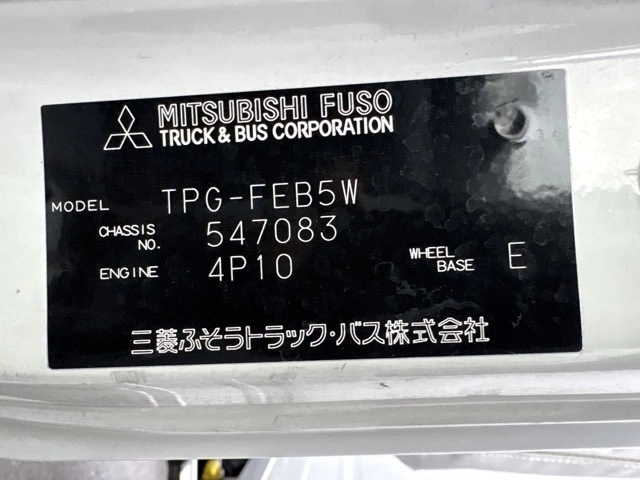 MITSUBISHI FUSO
TRUCK & BUS CORPORATION
MODEL TPG-FEB5W
CHASSIS NO. 547083
ENGINE 4P10 WHEEL BASE E
三菱ふそうトラック・バス株式会社